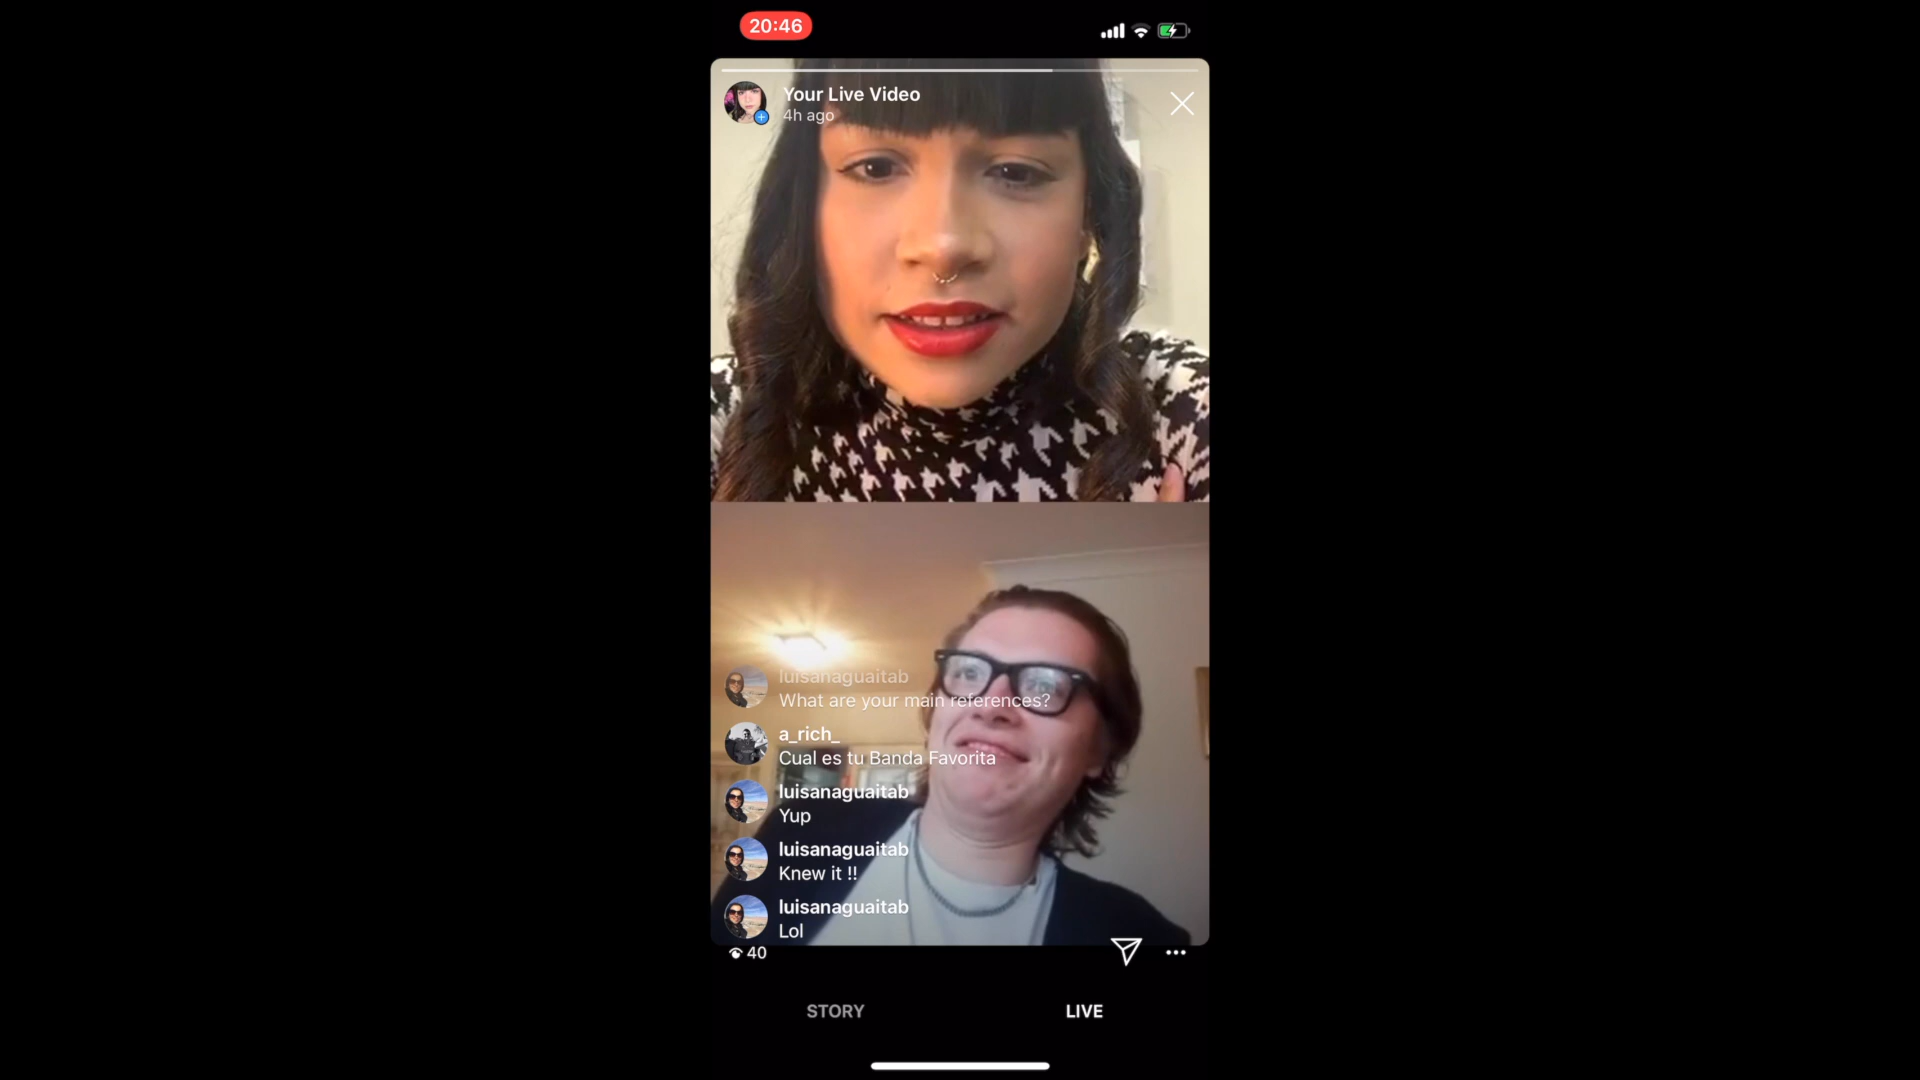 20:46
Your Live Video
4h ago
luisanaguaitab
What are your main references?
a_rich_
Cual es tu Banda Favorita
luisanaguaitab
Yup
luisanaguaitab
Knew it !!
luisanaguaitab
Lol
40
STORY
LIVE